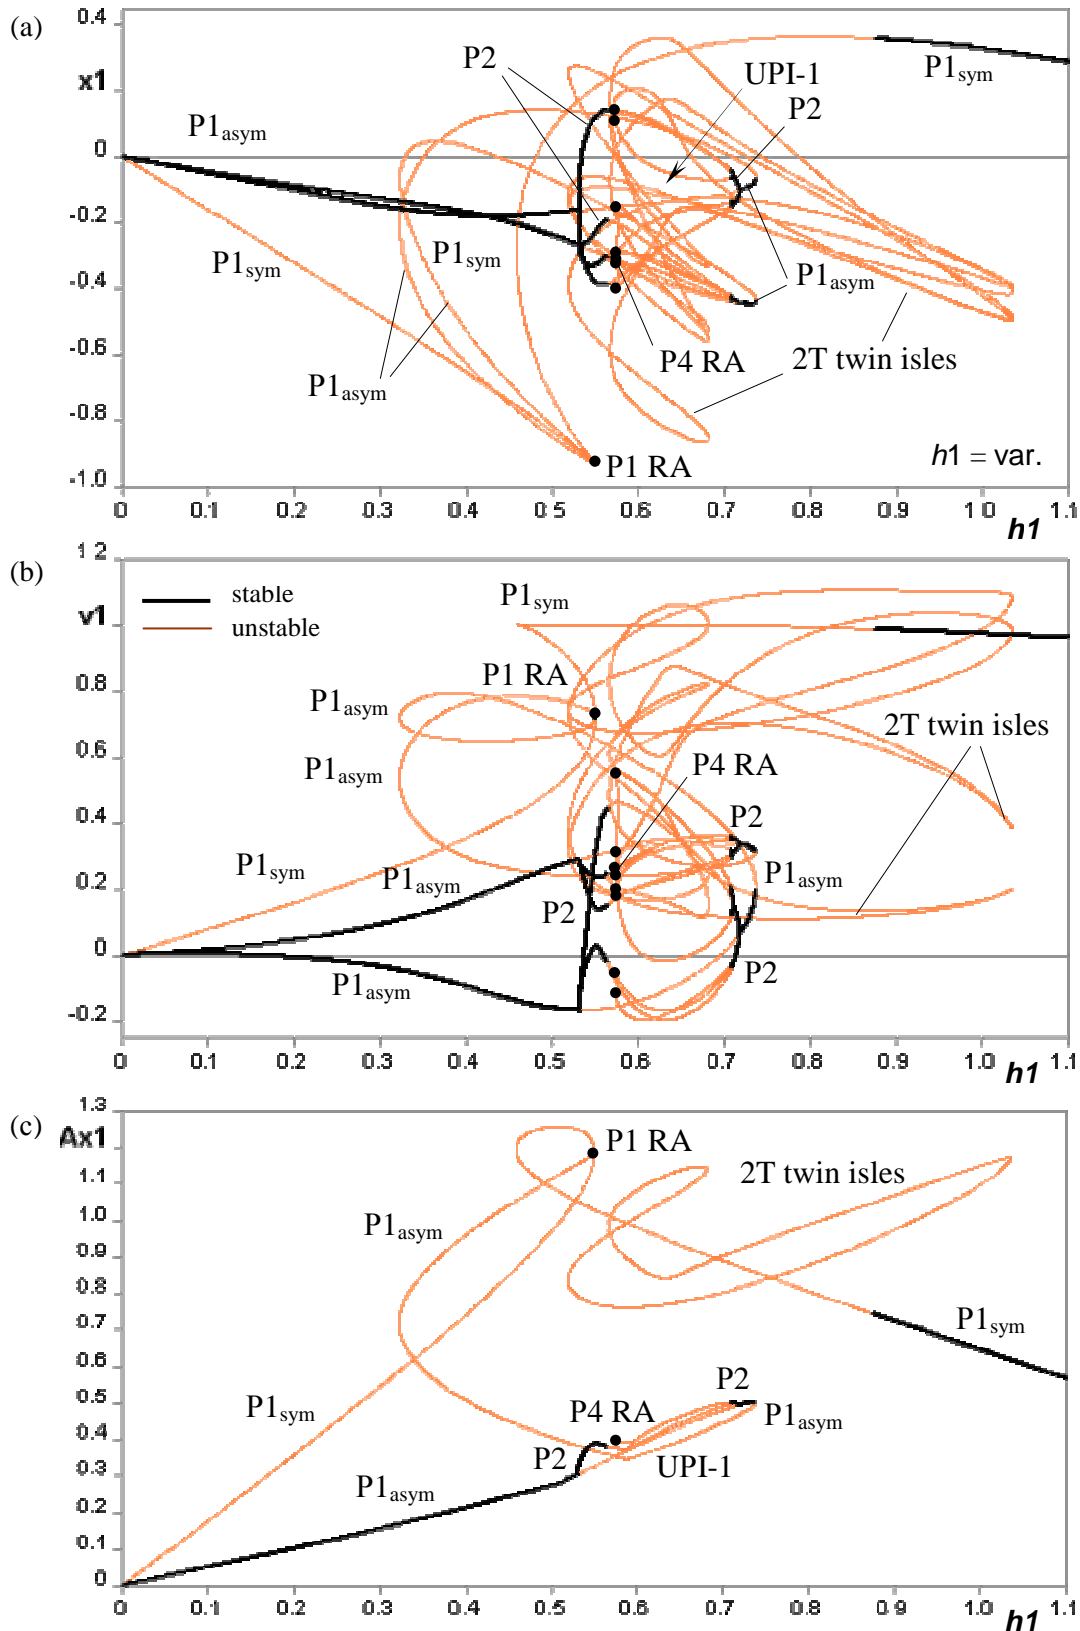 (a)
0.4
x1
0.1
0
-0.2
-0.4
-0.6
-0.8
-1.0
P2
UPI-1
P2
P1sym
P1asym
P1sym
P1sym
P1asym
P1asym
P4 RA
2T twin isles
P1 RA
h1 = var.
0 0.1 0.2 0.3 0.4 0.5 0.6 0.7 0.8 0.9 1.0 1.1
h1
(b)
1.2
v1
1.0
0.8
0.6
0.4
0.2
0
-0.2
stable
unstable
P1sym
P1 RA
P1asym
2T twin isles
P1asym
P4 RA
P2
P1sym
P1asym
P1asym
P2
P1asym
P2
0 0.1 0.2 0.3 0.4 0.5 0.6 0.7 0.8 0.9 1.0 1.1
h1
(c)
1.3
Ax1
1.1
1.0
0.9
0.8
0.7
0.6
0.5
0.4
0.3
0.2
0.1
0
P1 RA
2T twin isles
P1asym
P1sym
P2
P1sym
P4 RA
P1asym
P2
UPI-1
P1asym
0 0.1 0.2 0.3 0.4 0.5 0.6 0.7 0.8 0.9 1.0 1.1
h1